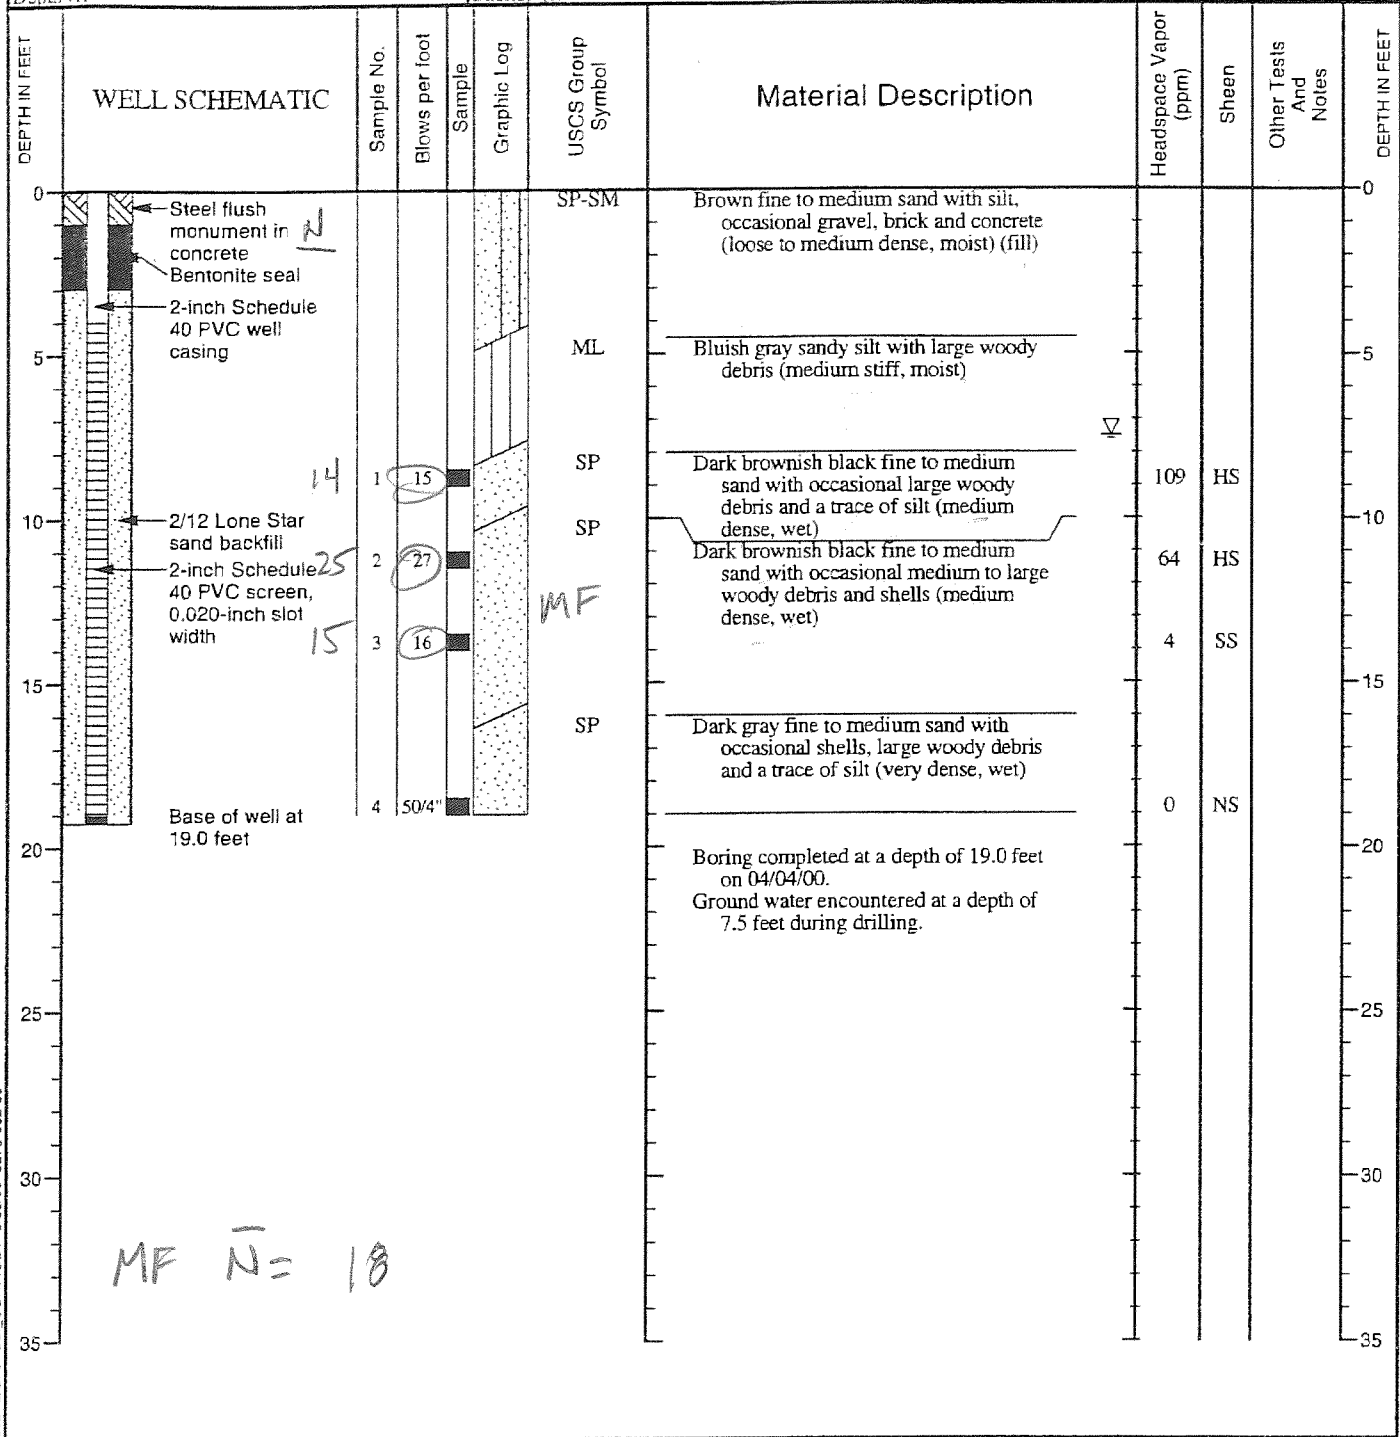 DEPTH IN FEET
WELL SCHEMATIC
Sample No.
Blows per foot
Sample
Graphic Log
USCS Group
Symbol
Material Description
Headspace Vapor
(ppm)
Sheen
Other Tests
And
Notes
DEPTH IN FEET
0
Steel flush
monument in
concrete
N
Bentonite seal
2-inch Schedule
40 PVC well
casing
SP-SM
Brown fine to medium sand with silt,
occasional gravel, brick and concrete
(loose to medium dense, moist) (fill)
0
5
ML
Bluish gray sandy silt with large woody
debris (medium stiff, moist)
5
14
1
15
SP
Dark brownish black fine to medium
sand with occasional large woody
debris and a trace of silt (medium
dense, wet)
109
HS
10
2/12 Lone Star
sand backfill
SP
10
2-inch Schedule
40 PVC screen,
0.020-inch slot
width
25
2
27
MF
Dark brownish black fine to medium
sand with occasional medium to large
woody debris and shells (medium
dense, wet)
64
HS
15
3
16
4
SS
15
15
SP
Dark gray fine to medium sand with
occasional shells, large woody debris
and a trace of silt (very dense, wet)
Base of well at
19.0 feet
4
50/4"
0
NS
20
Boring completed at a depth of 19.0 feet
on 04/04/00.
Ground water encountered at a depth of
7.5 feet during drilling.
20
25
25
30
30
MF N̄= 18
35
35